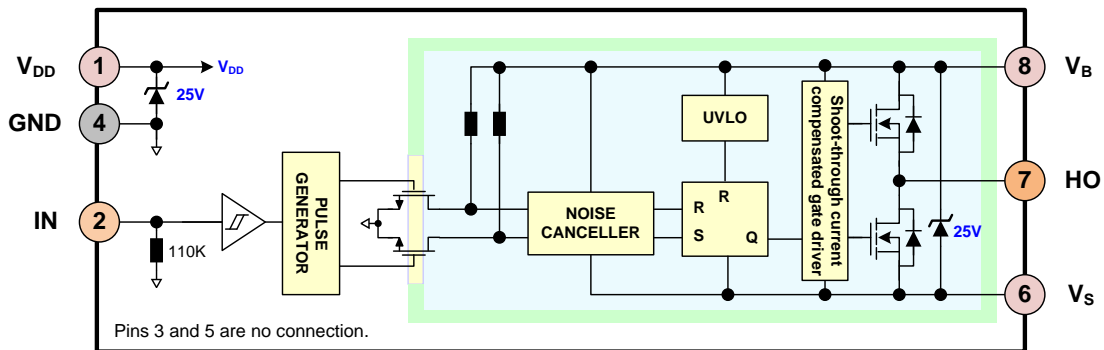 VDD
1
VDD
25V
GND
4
IN
2
110K
PULSE
GENERATOR
NOISE
CANCELLER
UVLO
R
R
S
Q
Shoot-through current
compensated gate driver
25V
8
VB
7
HO
6
VS
Pins 3 and 5 are no connection.